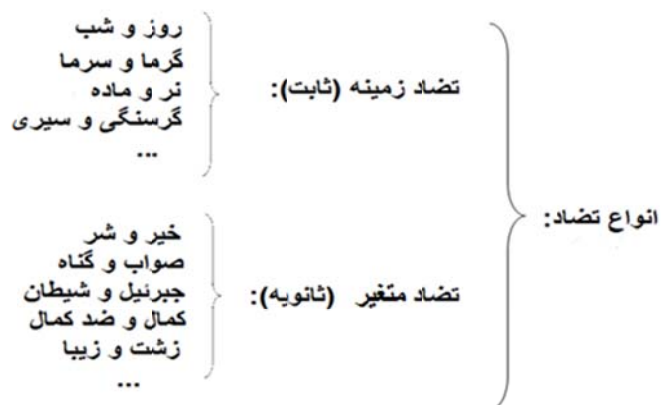 انواع تضاد:
تضاد زمینه (ثابت):
روز و شب
گرما و سرما
نر و ماده
گرسنگی و سیری
...
تضاد متغیر (ثانویه):
خیر و شر
صواب و گناه
جبرئیل و شیطان
کمال و ضد کمال
زشت و زیبا
...